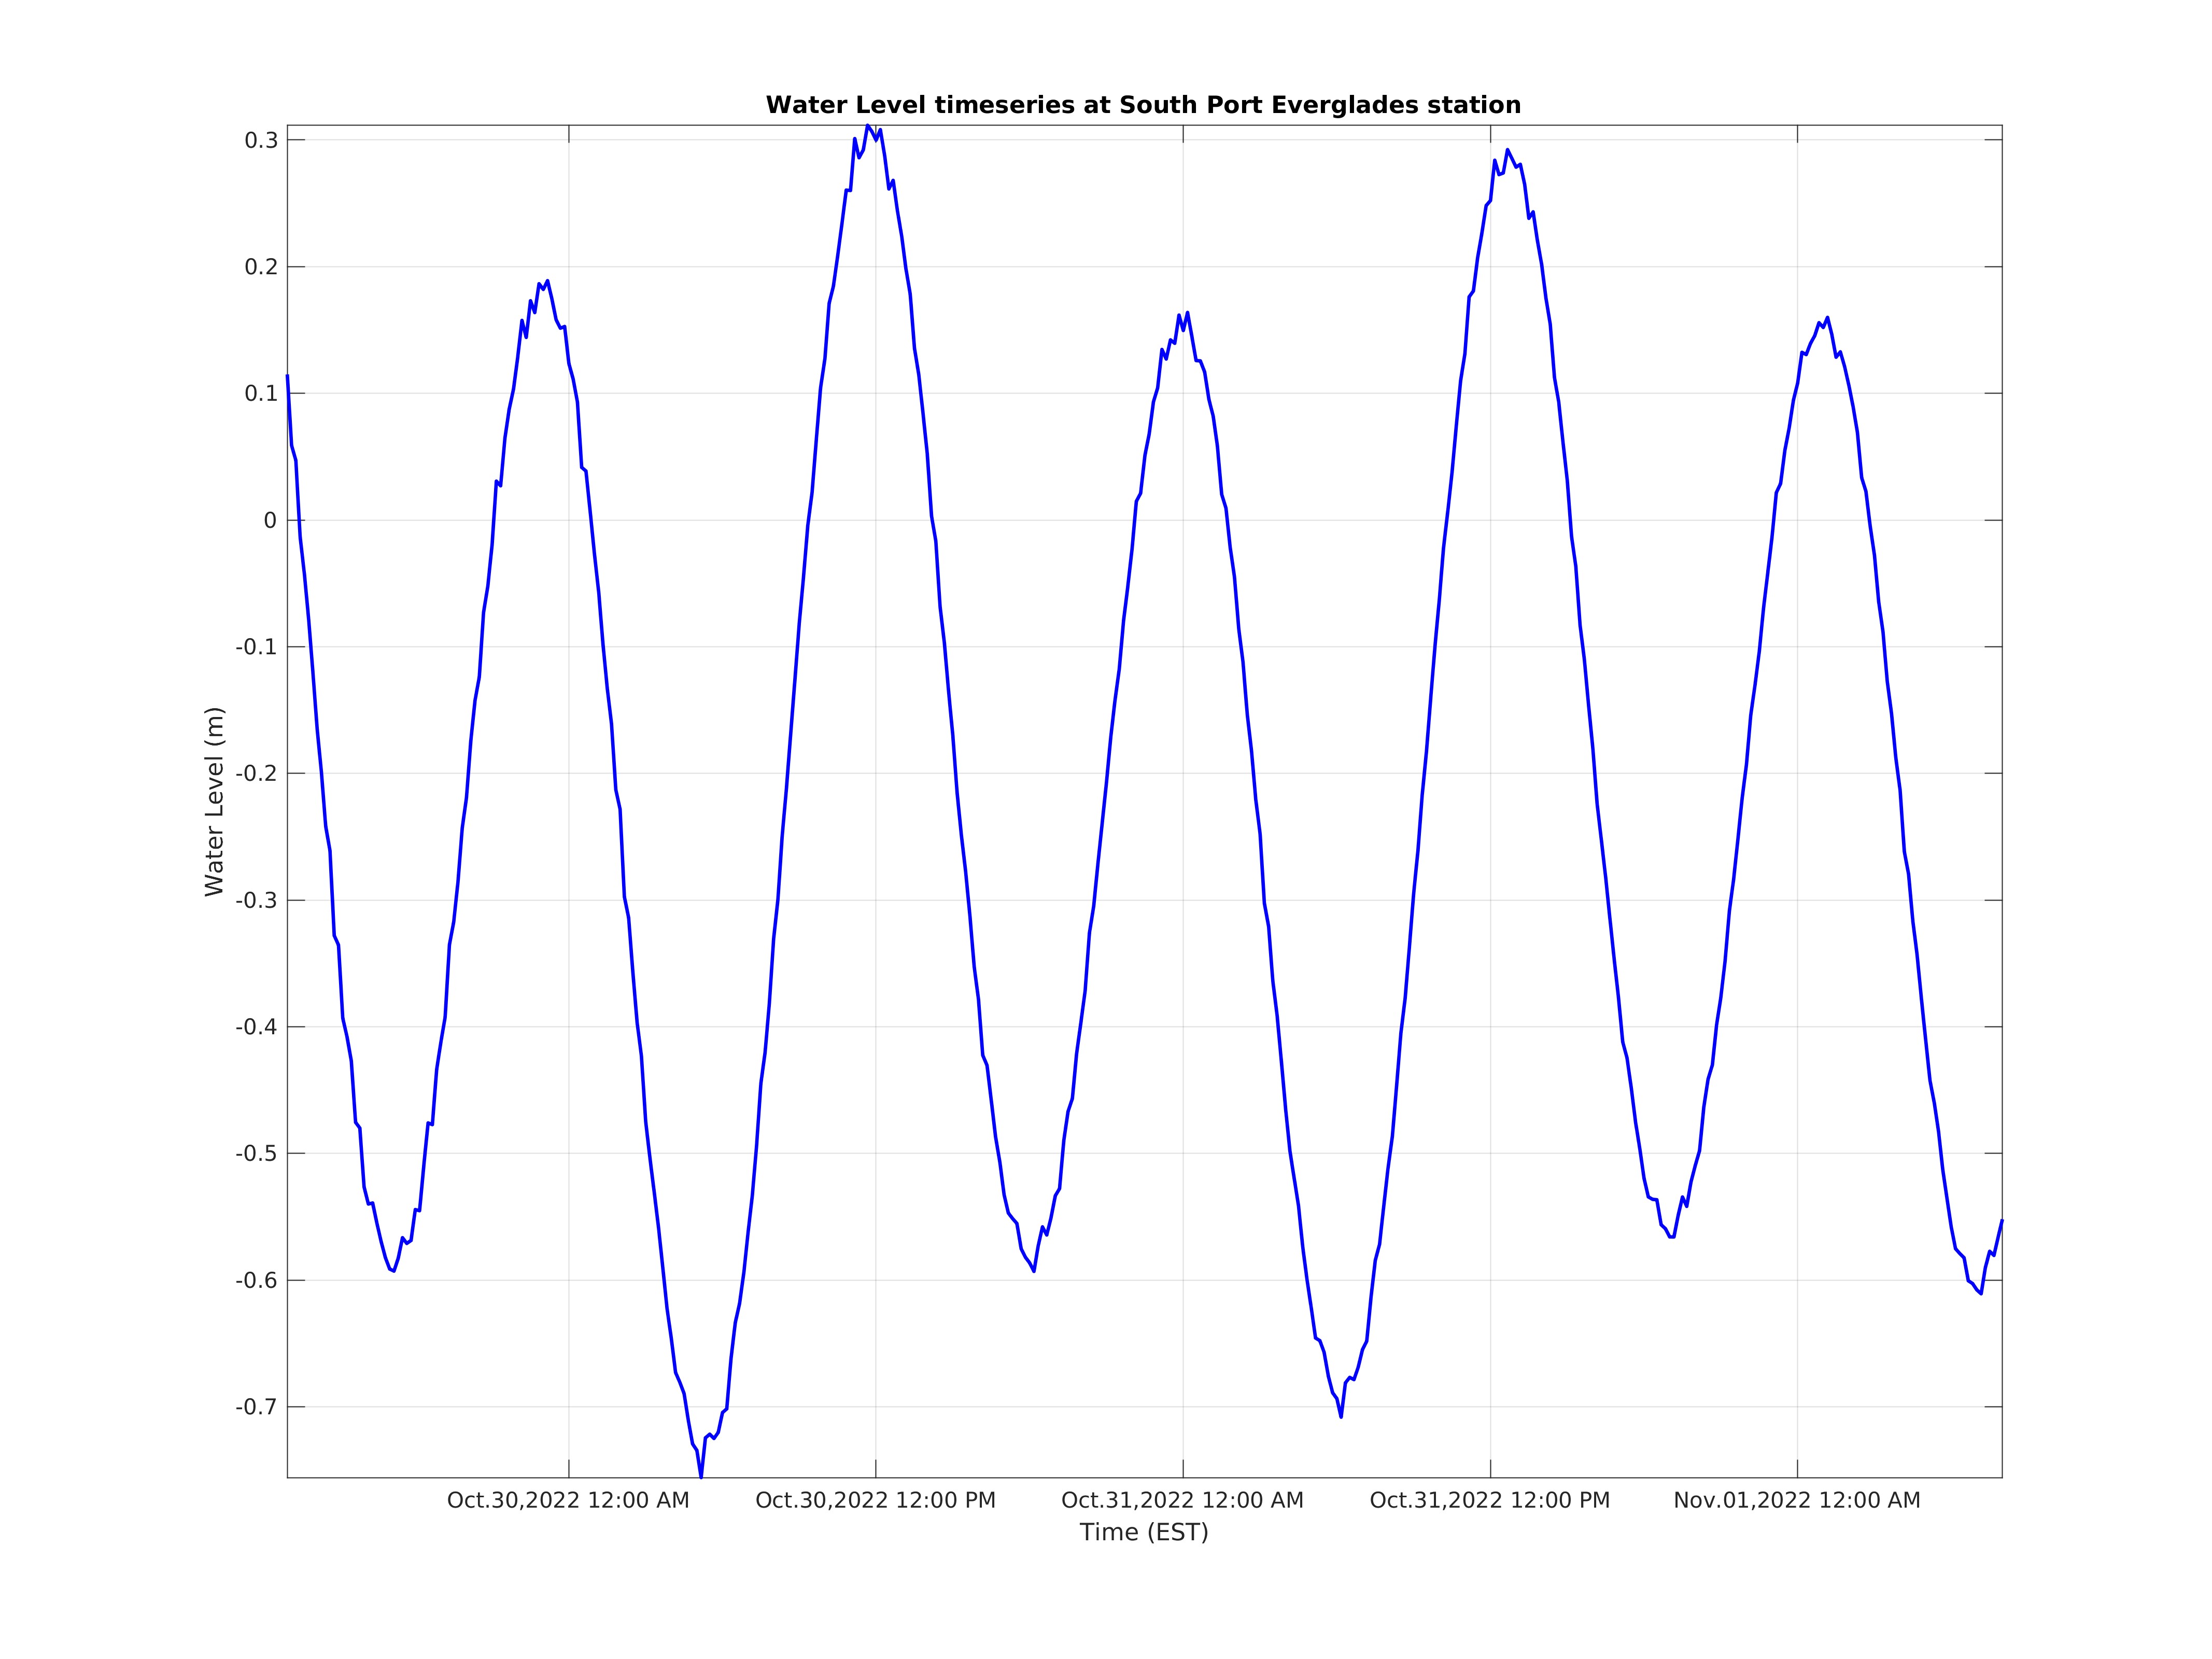 Water Level timeseries at South Port Everglades station
0.3
0.2
0.1
0
-0.1
-0.2
-0.3
-0.4
-0.5
-0.6
-0.7
Water Level (m)
Oct.30,2022 12:00 AM
Oct.30,2022 12:00 PM
Oct.31,2022 12:00 AM
Oct.31,2022 12:00 PM
Nov.01,2022 12:00 AM
Time (EST)